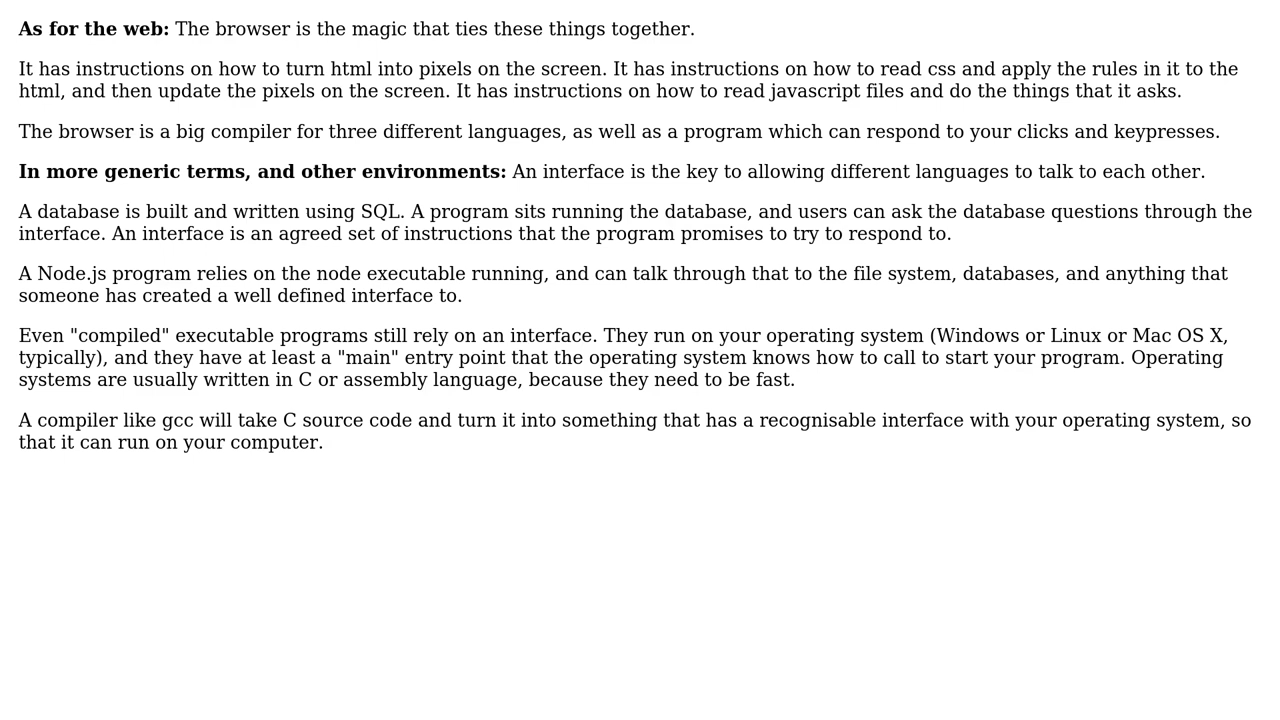 As for the web: The browser is the magic that ties these things together.
It has instructions on how to turn html into pixels on the screen. It has instructions on how to read css and apply the rules in it to the
html, and then update the pixels on the screen. It has instructions on how to read javascript files and do the things that it asks.
The browser is a big compiler for three different languages, as well as a program which can respond to your clicks and keypresses.
In more generic terms, and other environments: An interface is the key to allowing different languages to talk to each other.
A database is built and written using SQL. A program sits running the database, and users can ask the database questions through the
interface. An interface is an agreed set of instructions that the program promises to try to respond to.
A Node.js program relies on the node executable running, and can talk through that to the file system, databases, and anything that
someone has created a well defined interface to.
Even "compiled" executable programs still rely on an interface. They run on your operating system (Windows or Linux or Mac OS X,
typically), and they have at least a "main" entry point that the operating system knows how to call to start your program. Operating
systems are usually written in C or assembly language, because they need to be fast.
A compiler like gcc will take C source code and turn it into something that has a recognisable interface with your operating system, so
that it can run on your computer.